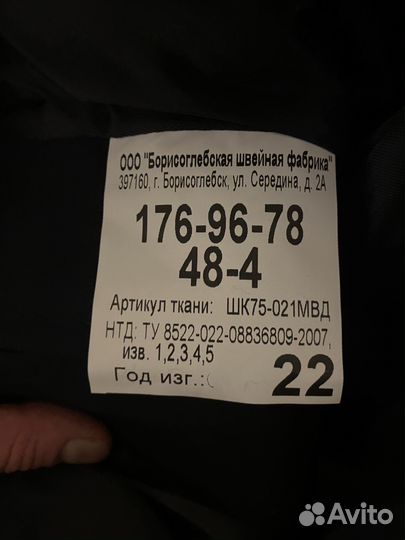 ООО "Борисоглебская швейная фабрика"
397160, г. Борисоглебск, ул. Середина, д. 2А
176-96-78
48-4
Артикул ткани: ШК75-021МВД
НТД: ТУ 8522-022-08836809-2007,
изв. 1,2,3,4,5
Год изг.: 22
Avito